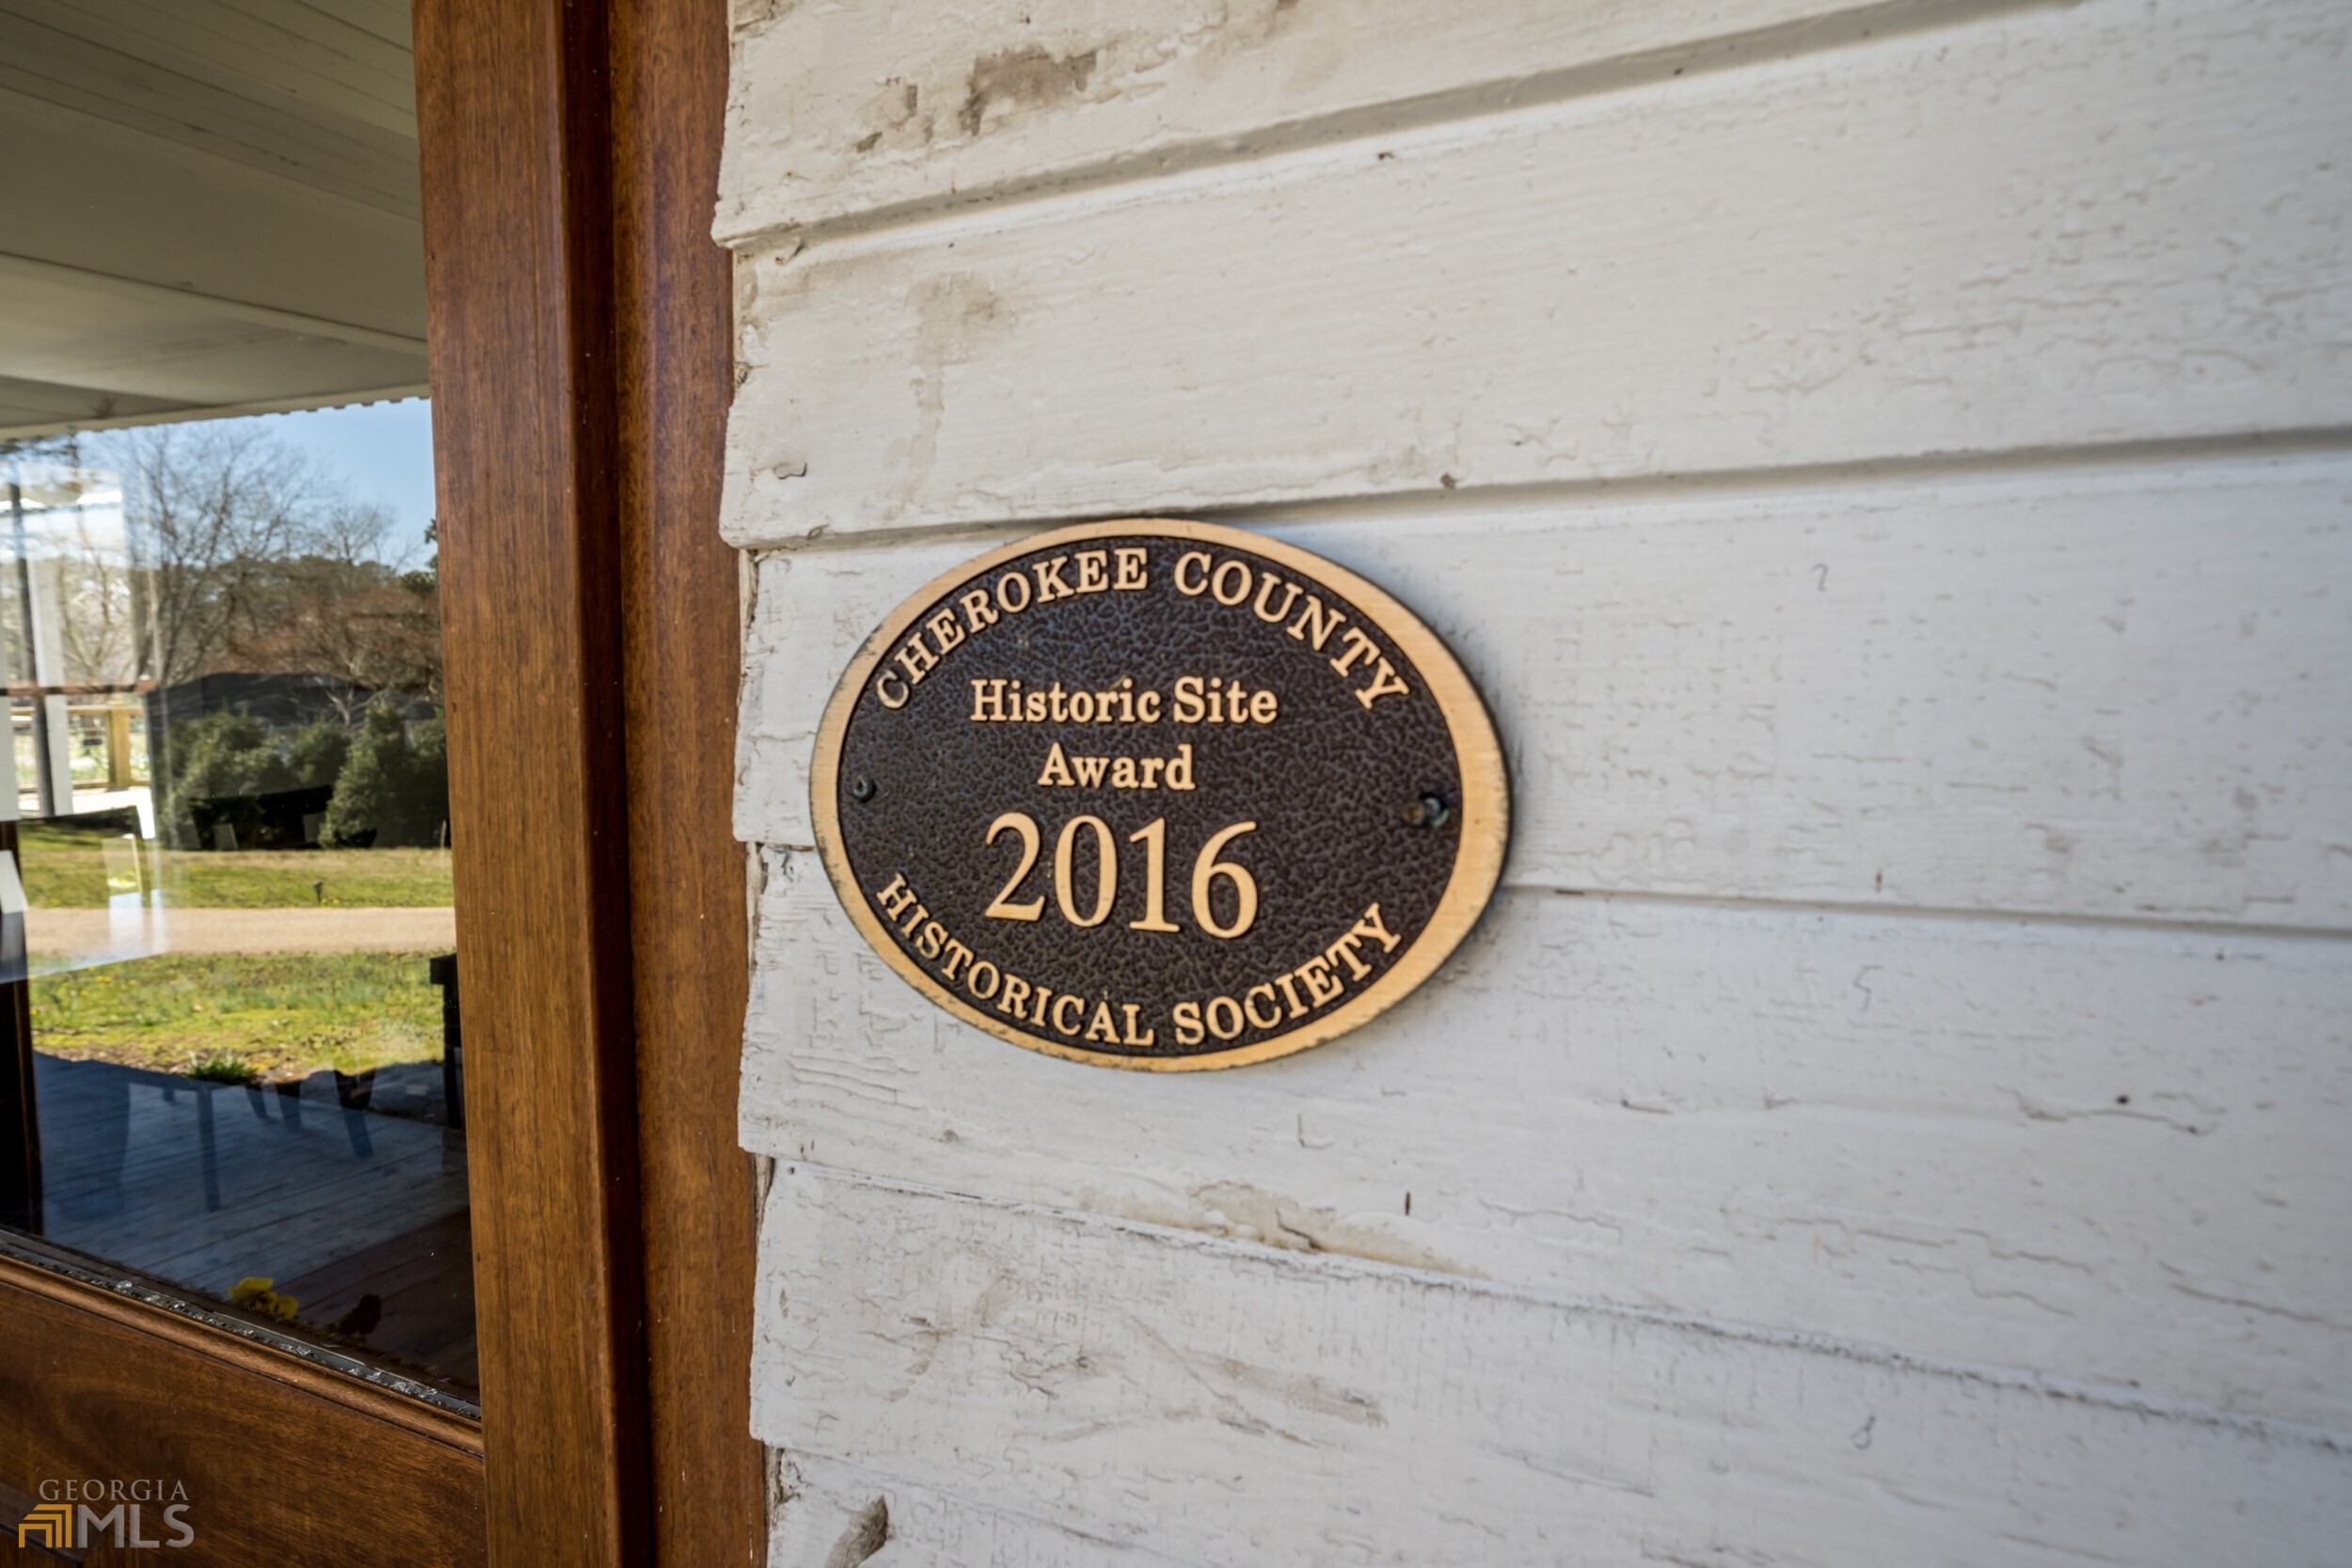 CHEROKEE COUNTY
Historic Site
Award
2016
HISTORICAL SOCIETY
GEORGIA
MLS